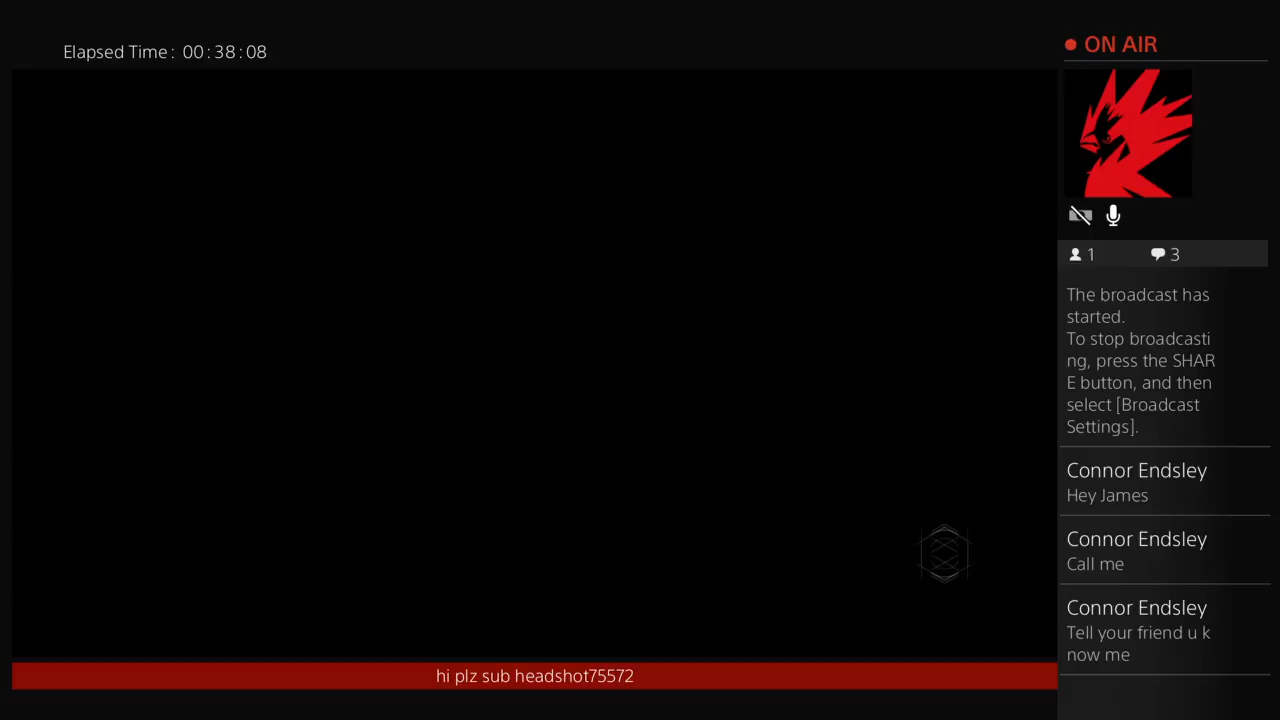 Elapsed Time: 00:38:08
ON AIR
1 3
The broadcast has
started.
To stop broadcasti
ng, press the SHAR
E button, and then
select [Broadcast
Settings].
Connor Endsley
Hey James
Connor Endsley
Call me
Connor Endsley
Tell your friend u k
now me
hi plz sub headshot75572